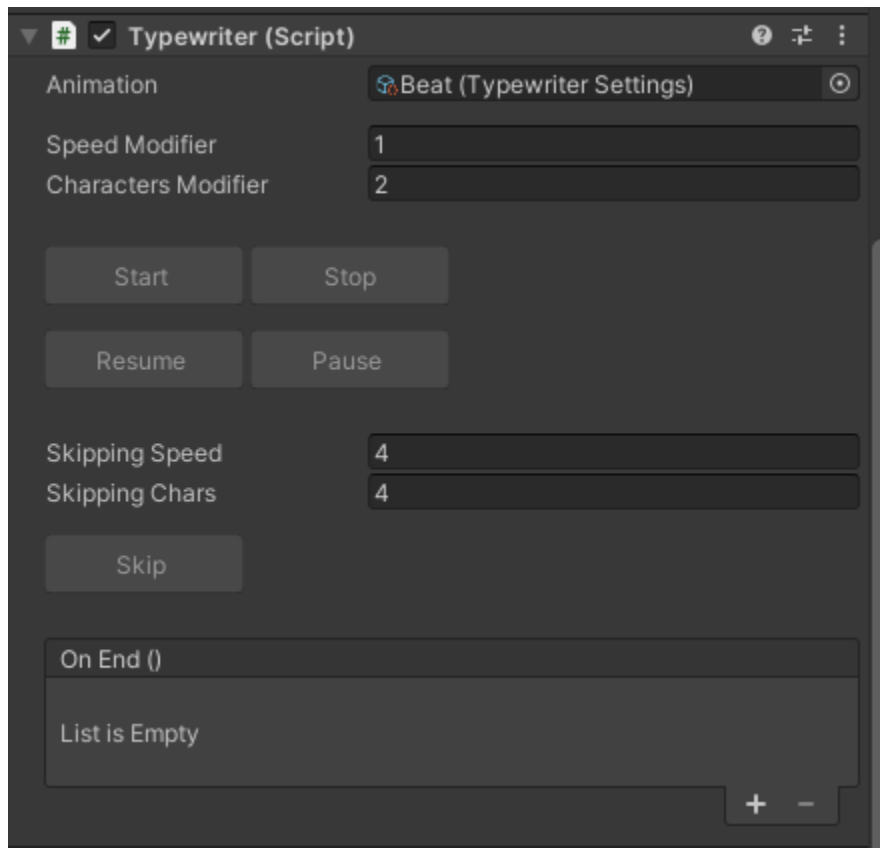 Typewriter (Script)
Animation Beat (Typewriter Settings)
Speed Modifier 1
Characters Modifier 2
Start Stop
Resume Pause
Skipping Speed 4
Skipping Chars 4
Skip
On End ()
List is Empty